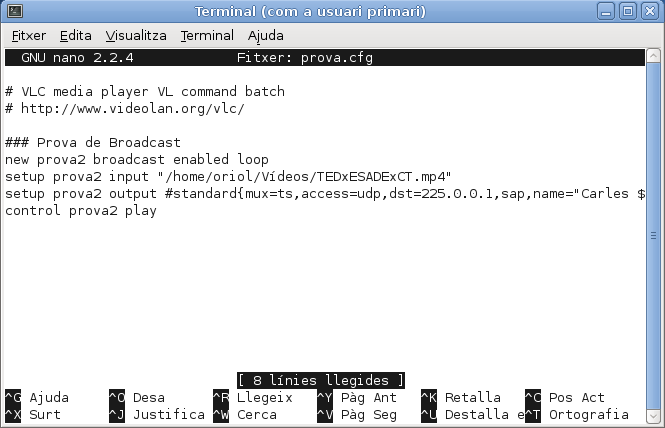 Terminal (com a usuari primari)
Fitxer Edita Visualitza Terminal Ajuda
GNU nano 2.2.4 Fitxer: prova.cfg
# VLC media player VL command batch
# http://www.videolan.org/vlc/
### Prova de Broadcast
new prova2 broadcast enabled loop
setup prova2 input "/home/oriol/Vídeos/TEDxESADExCT.mp4"
setup prova2 output #standard{mux=ts,access=udp,dst=225.0.0.1,sap,name="Carles $
control prova2 play
[ 8 línies llegides ]
^G Ajuda ^O Desa ^R Llegeix ^Y Pàg Ant ^K Retalla ^C Pos Act
^X Surt ^J Justifica ^W Cerca ^V Pàg Seg ^U Destalla e^T Ortografia